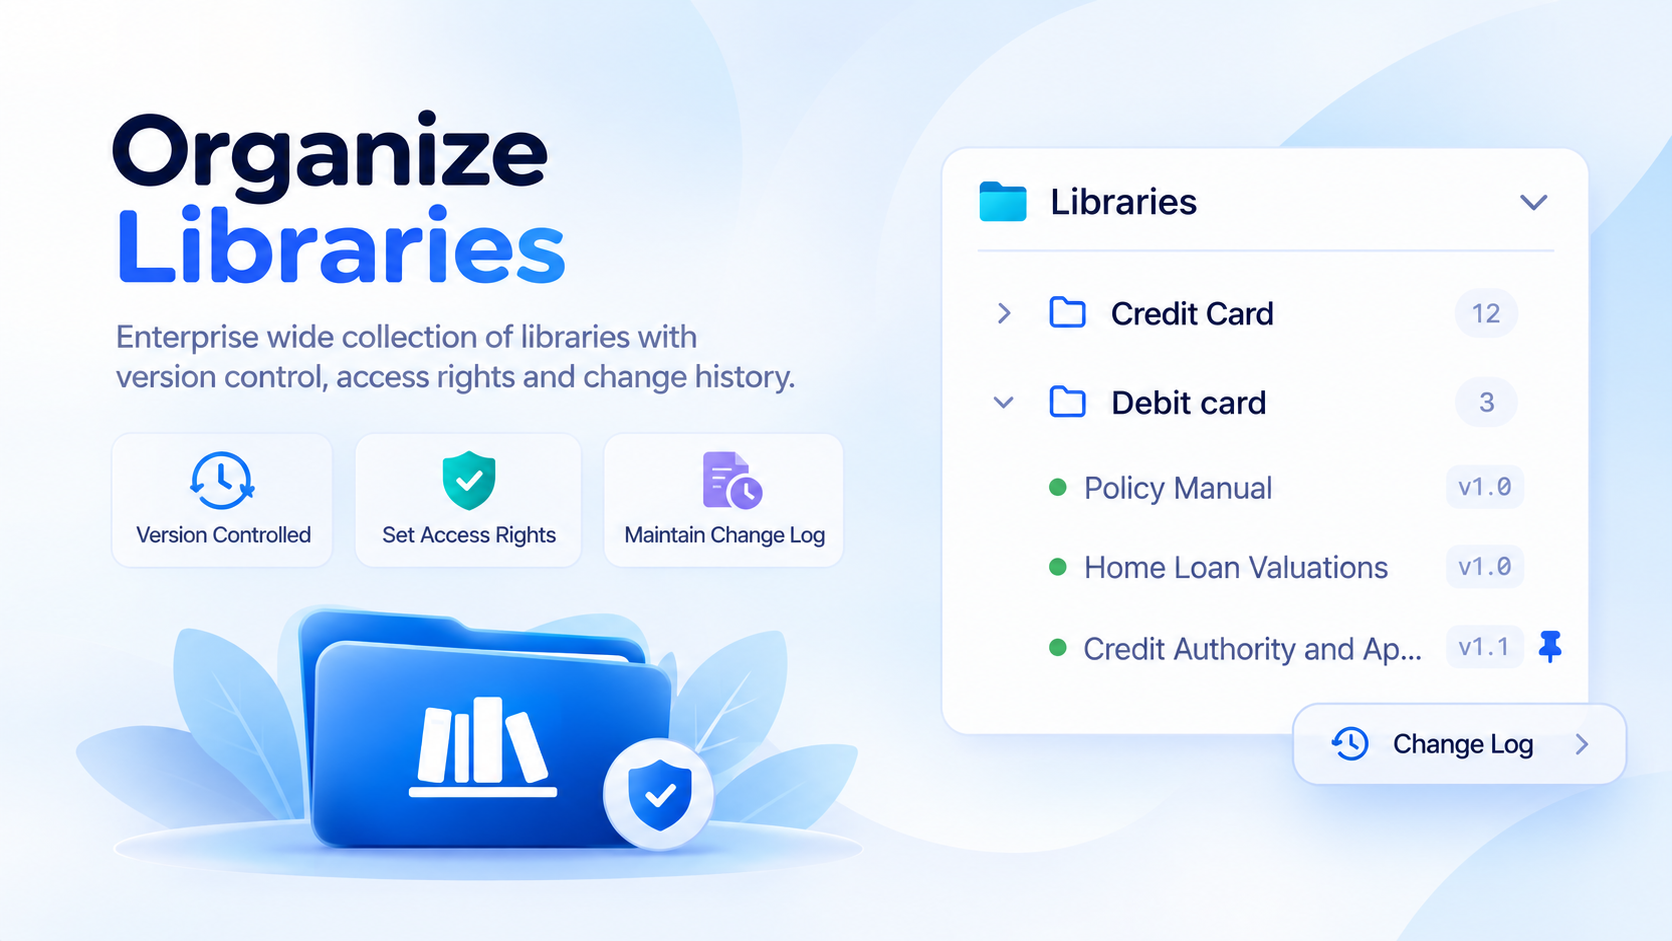 Organize
Libraries
Enterprise wide collection of libraries with
version control, access rights and change history.
Version Controlled
Set Access Rights
Maintain Change Log
Libraries
Credit Card
12
Debit card
3
Policy Manual
v1.0
Home Loan Valuations
v1.0
Credit Authority and Ap...
v1.1
Change Log